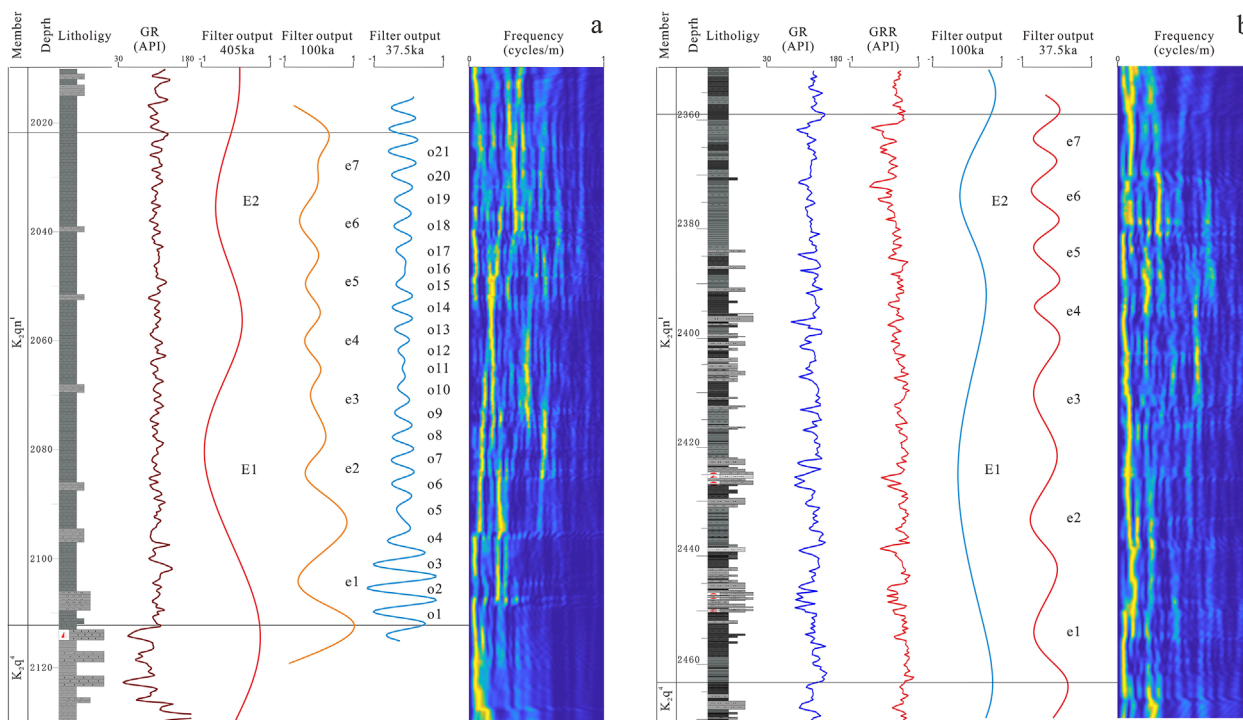 a
Member
Deprh
Litholigy
GR
(API)
30 180
Filter output
405ka
-1 1
Filter output
100ka
-1 1
Filter output
37.5ka
-1 1
Frequency
(cycles/m)
0 1
K₂qn¹
K₂q⁴
2020
2040
2060
2080
2100
2120
E2
E1
e7
e6
e5
e4
e3
e2
e1
o21
o20
o19
o18
o17
o16
o15
o14
o13
o12
o11
o10
o9
o8
o7
o6
o5
o4
o3
o2
o1
b
Member
Depth
Lithology
GR
(API)
30 180
GRR
(API)
-1 1
Filter output
100ka
-1 1
Filter output
37.5ka
-1 1
Frequency
(cycles/m)
0 1
K₂qn¹
K₂q⁴
2360
2380
2400
2420
2440
2460
E2
E1
e7
e6
e5
e4
e3
e2
e1